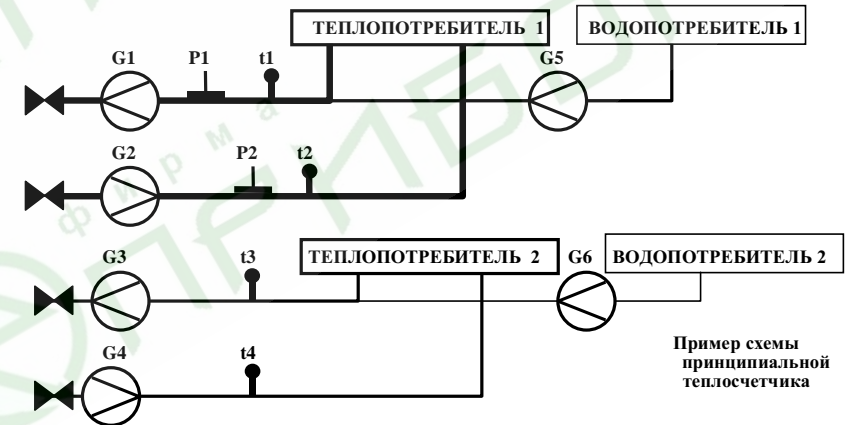 ТЕПЛОПОТРЕБИТЕЛЬ 1
ВОДОПОТРЕБИТЕЛЬ 1
G1
P1
t1
G5
G2
P2
t2
фирма
G3
t3
ТЕПЛОПОТРЕБИТЕЛЬ 2
G6
ВОДОПОТРЕБИТЕЛЬ 2
G4
t4
Пример схемы
принципиальной
теплосчетчика